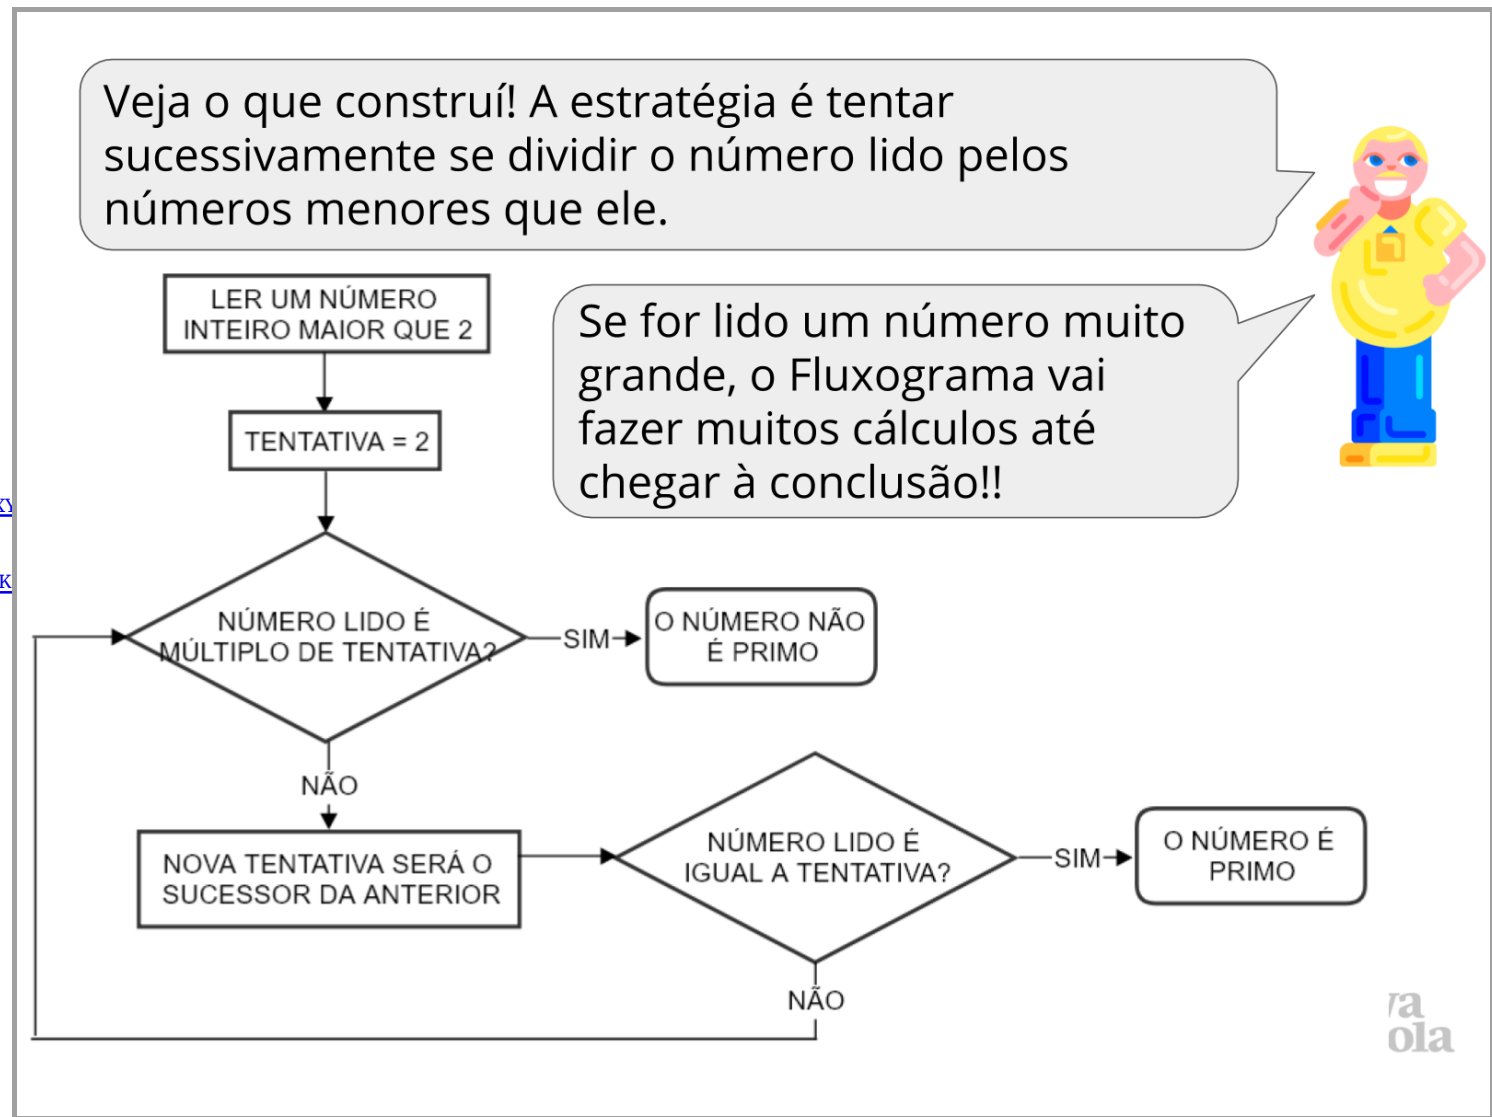 Veja o que construí! A estratégia é tentar
sucessivamente se dividir o número lido pelos
números menores que ele.
LER UM NÚMERO
INTEIRO MAIOR QUE 2
Se for lido um número muito
grande, o Fluxograma vai
fazer muitos cálculos até
chegar à conclusão!!
TENTATIVA = 2
NÚMERO LIDO É
MÚLTIPLO DE TENTATIVA?
SIM
O NÚMERO NÃO
É PRIMO
NÃO
NOVA TENTATIVA SERÁ O
SUCESSOR DA ANTERIOR
NÚMERO LIDO É
IGUAL A TENTATIVA?
SIM
O NÚMERO É
PRIMO
NÃO